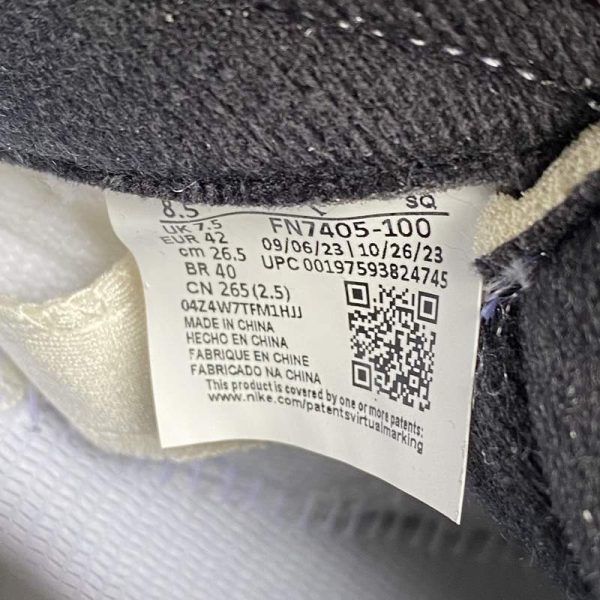 8.5 SQ
UK 7.5 FN7405-100
EUR 42 09/06/23 | 10/26/23
cm 26.5 UPC 00197593824745
BR 40
CN 265 (2.5)
04Z4W7TFM1HJJ
MADE IN CHINA
HECHO EN CHINA
FABRIQUE EN CHINE
FABRICADO NA CHINA
This product is covered by one or more patents:
www.nike.com/patentsvirtualmarking